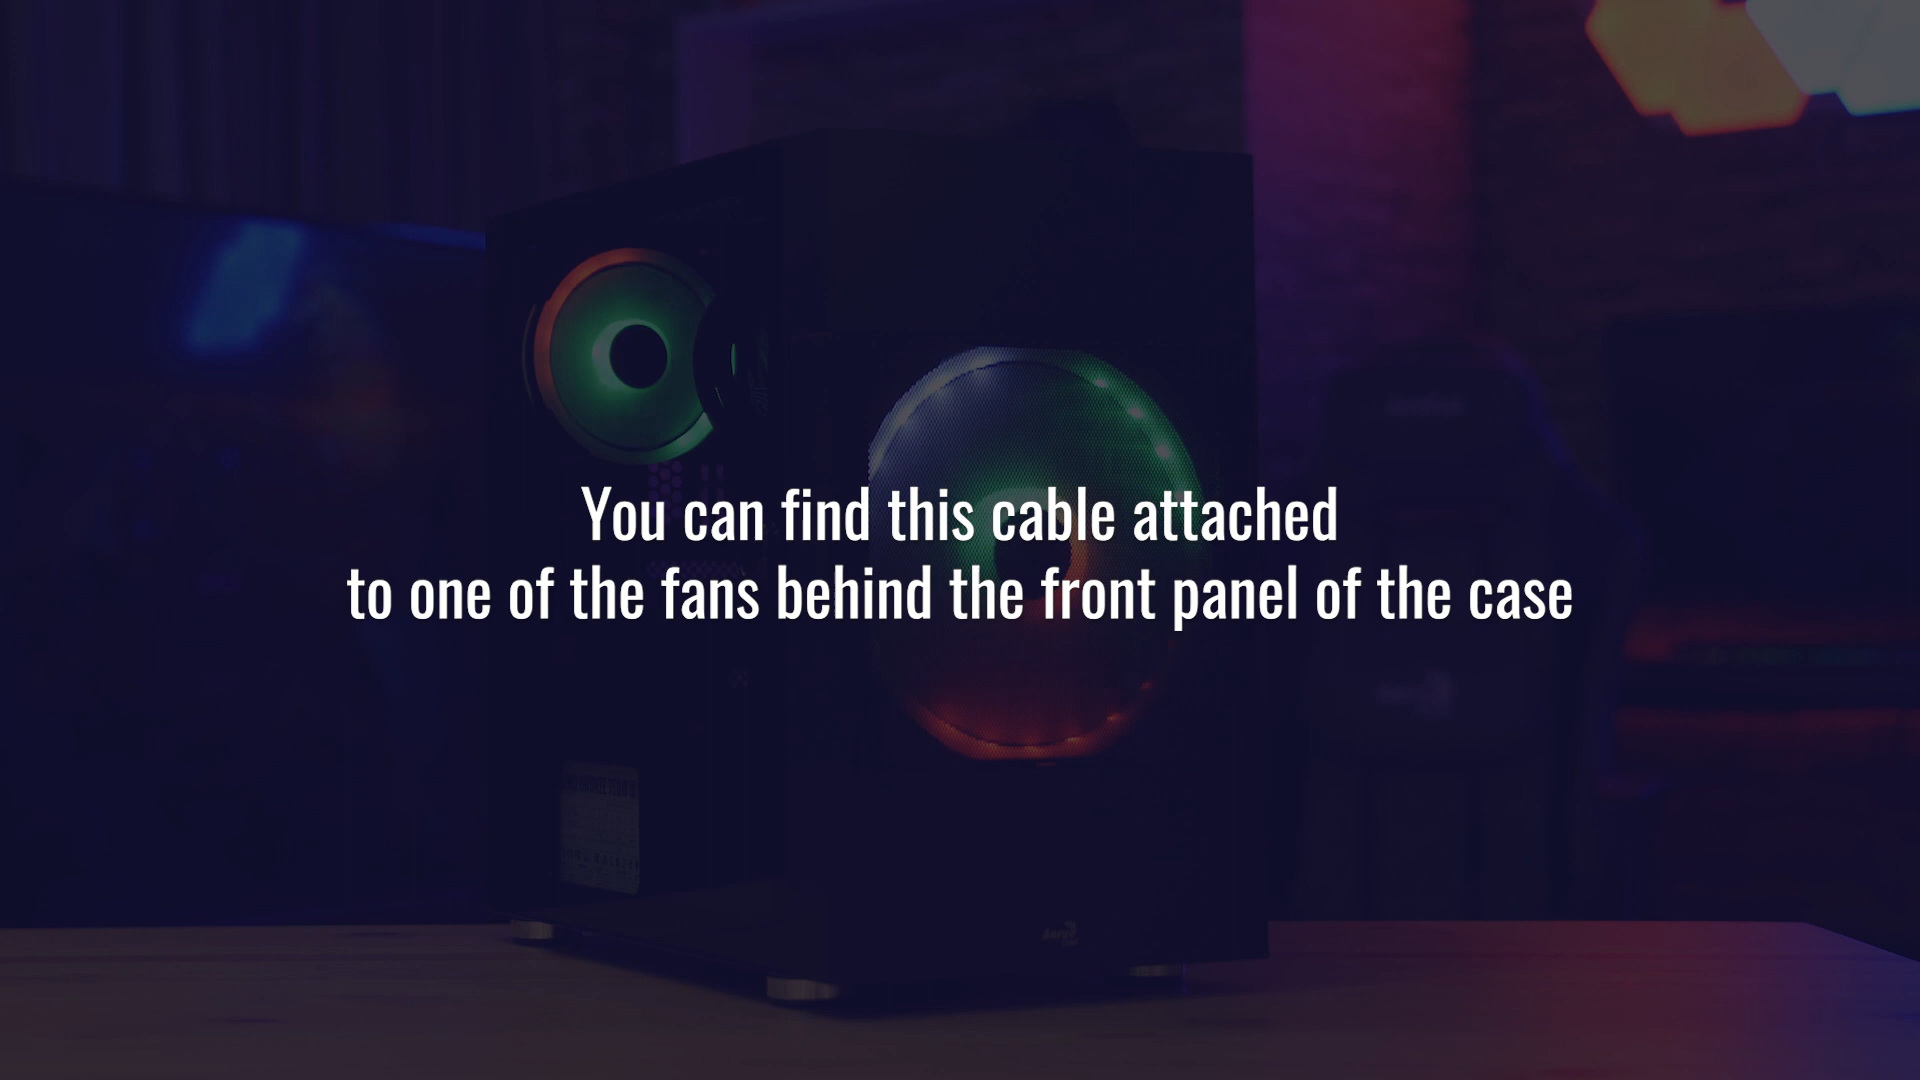 You can find this cable attached
to one of the fans behind the front panel of the case